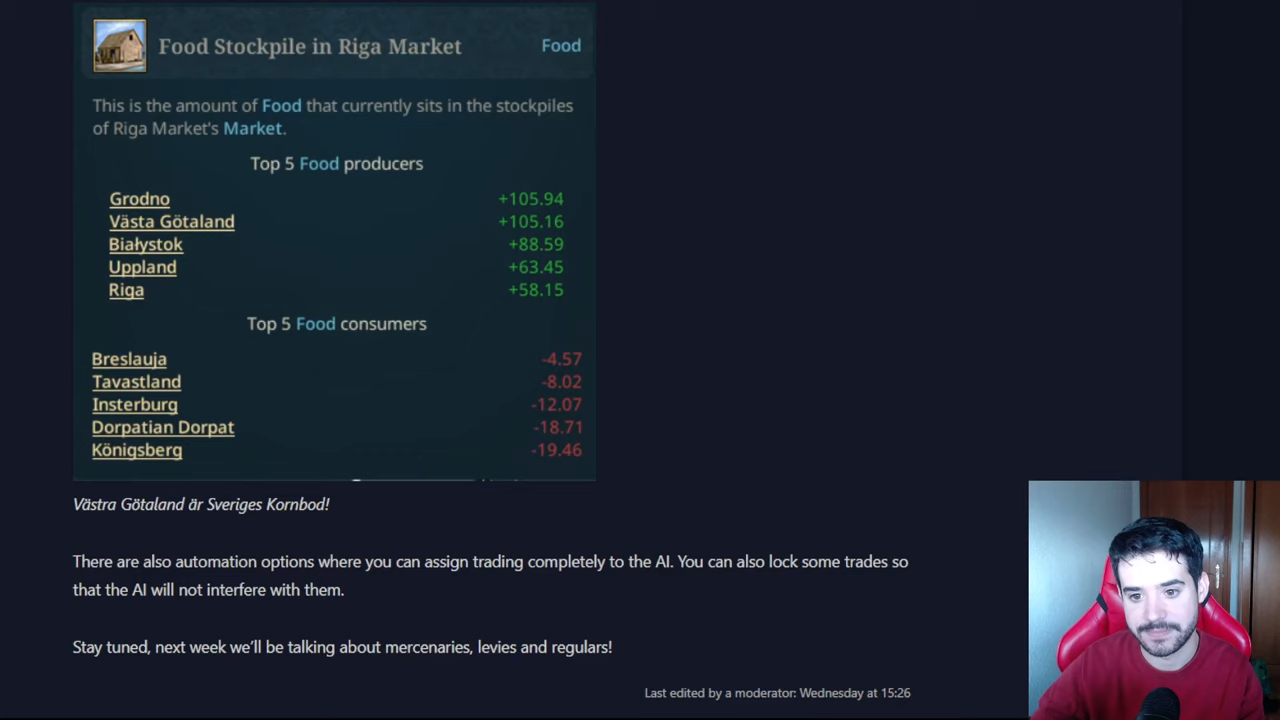 Food Stockpile in Riga Market
Food
This is the amount of Food that currently sits in the stockpiles
of Riga Market's Market.
Top 5 Food producers
Grodno +105.94
Västa Götaland +105.16
Białystok +88.59
Uppland +63.45
Riga +58.15
Top 5 Food consumers
Breslauja -4.57
Tavastland -8.02
Insterburg -12.07
Dorpatian Dorpat -18.71
Königsberg -19.46
Västra Götaland är Sveriges Kornbod!
There are also automation options where you can assign trading completely to the AI. You can also lock some trades so
that the AI will not interfere with them.
Stay tuned, next week we'll be talking about mercenaries, levies and regulars!
Last edited by a moderator: Wednesday at 15:26